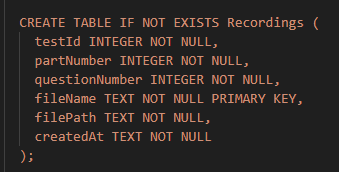 CREATE TABLE IF NOT EXISTS Recordings (
testId INTEGER NOT NULL,
partNumber INTEGER NOT NULL,
questionNumber INTEGER NOT NULL,
fileName TEXT NOT NULL PRIMARY KEY,
filePath TEXT NOT NULL,
createdAt TEXT NOT NULL
);